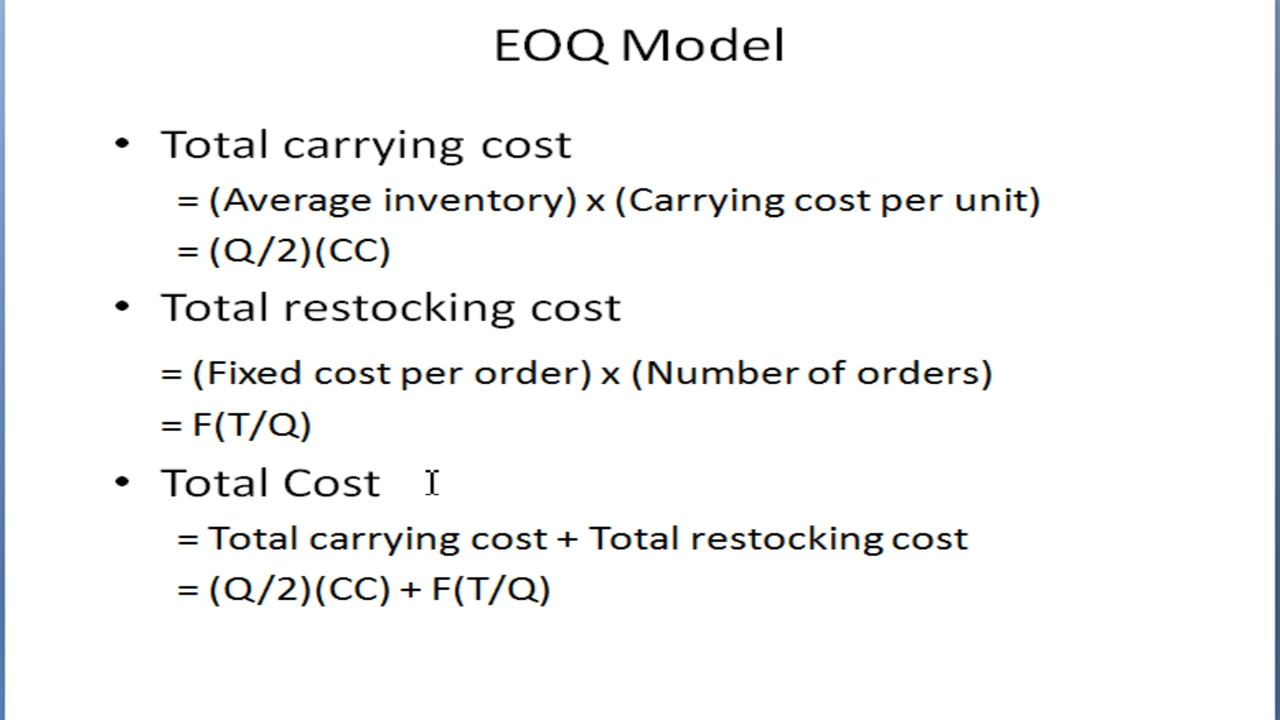 EOQ Model
• Total carrying cost
= (Average inventory) x (Carrying cost per unit)
= (Q/2)(CC)
• Total restocking cost
= (Fixed cost per order) x (Number of orders)
= F(T/Q)
• Total Cost
= Total carrying cost + Total restocking cost
= (Q/2)(CC) + F(T/Q)